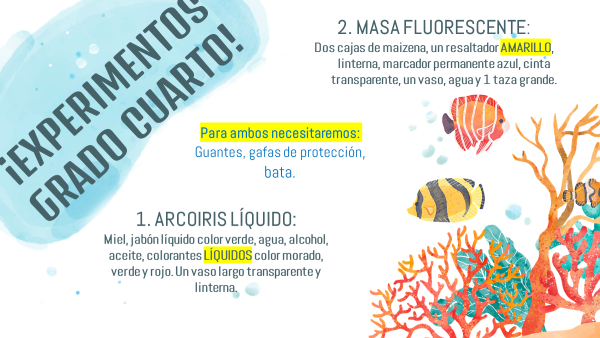 ¡EXPERIMENTOS
GRADO CUARTO!
2. MASA FLUORESCENTE:
Dos cajas de maizena, un resaltador AMARILLO,
linterna, marcador permanente azul, cinta
transparente, un vaso, agua y 1 taza grande.
Para ambos necesitaremos:
Guantes, gafas de protección,
bata.
1. ARCOIRIS LÍQUIDO:
Miel, jabón líquido color verde, agua, alcohol,
aceite, colorantes LÍQUIDOS color morado,
verde y rojo. Un vaso largo transparente y
linterna.